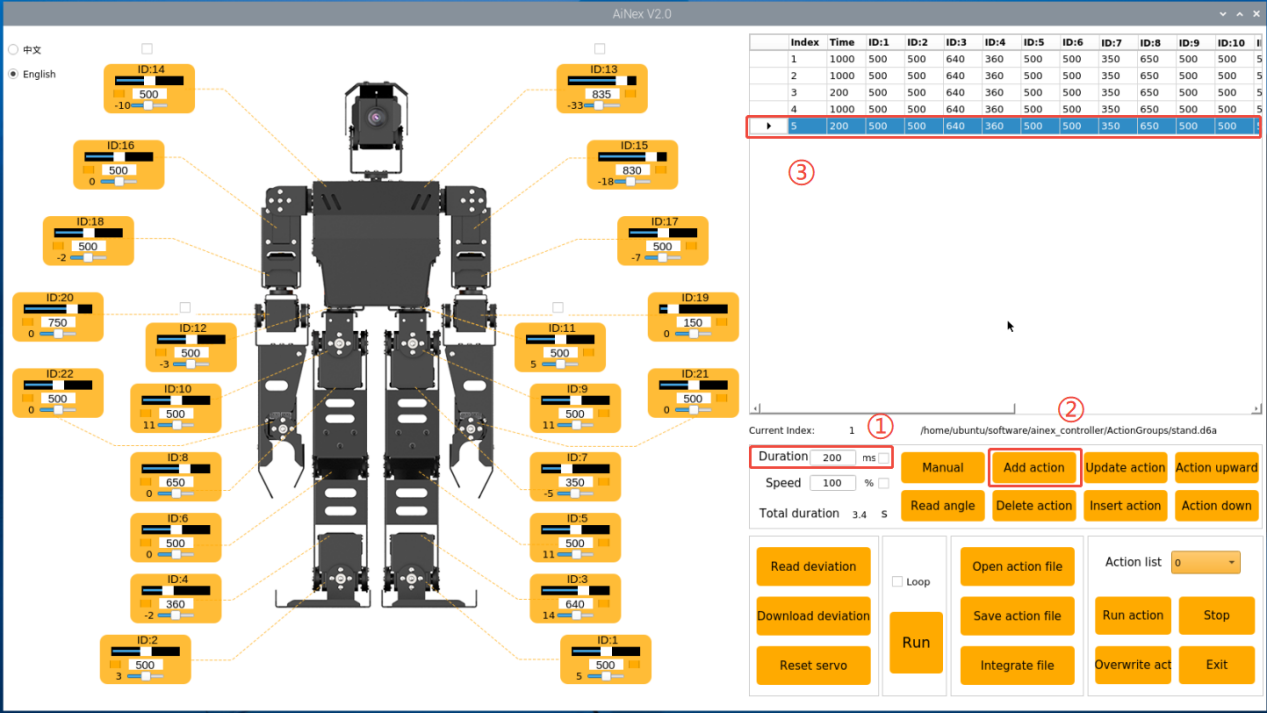 AiNex V2.0
中文
English
ID:14
500
-10
ID:13
835
-33
ID:16
500
0
ID:15
830
-18
ID:18
500
-2
ID:17
500
-7
ID:20
750
0
ID:19
150
0
ID:12
500
-3
ID:11
500
5
ID:22
500
0
ID:21
500
0
ID:10
500
11
ID:9
500
11
ID:8
650
0
ID:7
350
-5
ID:6
500
0
ID:5
500
11
ID:4
360
-2
ID:3
640
14
ID:2
500
3
ID:1
500
5
Index Time ID:1 ID:2 ID:3 ID:4 ID:5 ID:6 ID:7 ID:8 ID:9 ID:10
1 1000 500 500 640 360 500 500 350 650 500 500 5
2 1000 500 500 640 360 500 500 350 650 500 500 5
3 200 500 500 640 360 500 500 350 650 500 500 5
4 1000 500 500 640 360 500 500 350 650 500 500 5
5 200 500 500 640 360 500 500 350 650 500 500
③
Current Index: 1 ① /home/ubuntu/software/ainex_controller/ActionGroups/stand.d6a
②
Duration 200 ms
Manual Add action Update action Action upward
Speed 100 %
Total duration 3.4 s
Read angle Delete action Insert action Action down
Read deviation
Download deviation
Reset servo
Loop
Run
Open action file
Save action file
Integrate file
Action list 0
Run action Stop
Overwrite act Exit